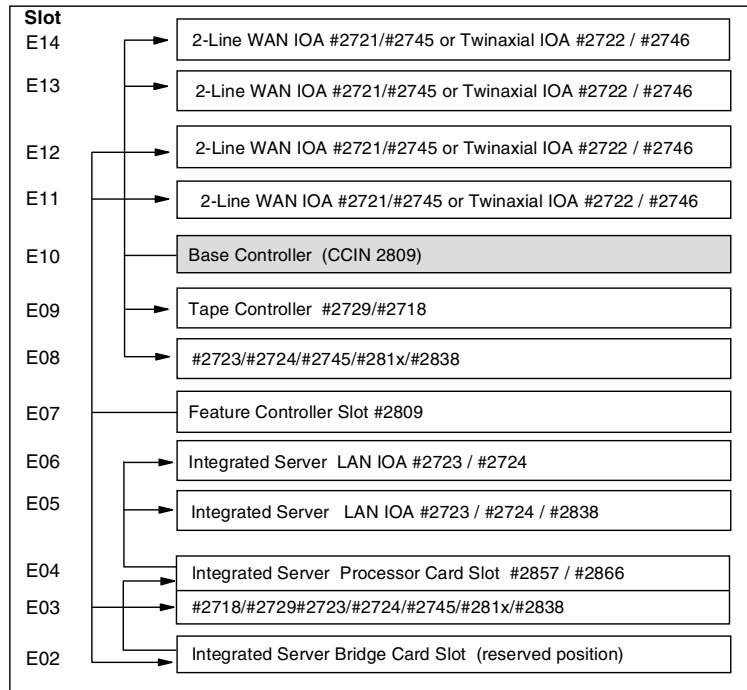 Slot
E14 2-Line WAN IOA #2721/#2745 or Twinaxial IOA #2722 / #2746
E13 2-Line WAN IOA #2721/#2745 or Twinaxial IOA #2722 / #2746
E12 2-Line WAN IOA #2721/#2745 or Twinaxial IOA #2722 / #2746
E11 2-Line WAN IOA #2721/#2745 or Twinaxial IOA #2722 / #2746
E10 Base Controller (CCIN 2809)
E09 Tape Controller #2729/#2718
E08 #2723/#2724/#2745/#281x/#2838
E07 Feature Controller Slot #2809
E06 Integrated Server LAN IOA #2723 / #2724
E05 Integrated Server LAN IOA #2723 / #2724 / #2838
E04 Integrated Server Processor Card Slot #2857 / #2866
E03 #2718/#2729#2723/#2724/#2745/#281x/#2838
E02 Integrated Server Bridge Card Slot (reserved position)